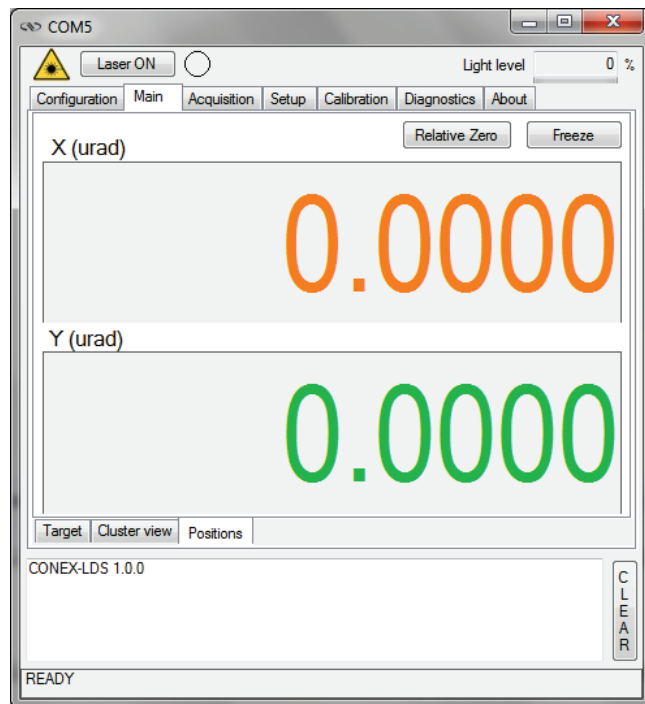 COM5
Laser ON Light level 0 %
Configuration Main Acquisition Setup Calibration Diagnostics About
Relative Zero Freeze
X (urad)
0.0000
Y (urad)
0.0000
Target Cluster view Positions
CONEX-LDS 1.0.0
CLEAR
READY